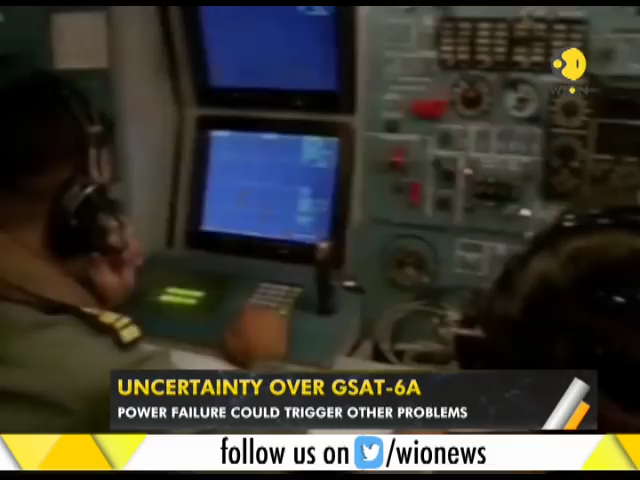 WION
UNCERTAINTY OVER GSAT-6A
POWER FAILURE COULD TRIGGER OTHER PROBLEMS
follow us on /wionews